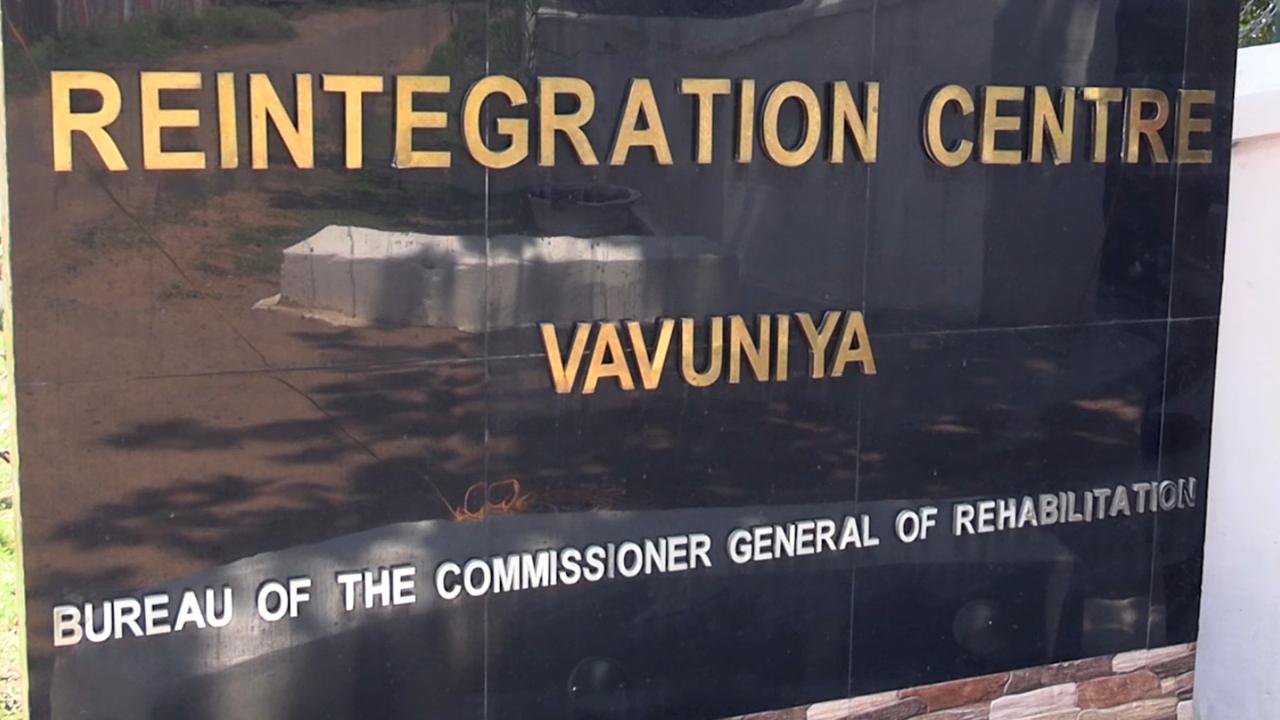 REINTEGRATION CENTRE
VAVUNIYA
BUREAU OF THE COMMISSIONER GENERAL OF REHABILITATION